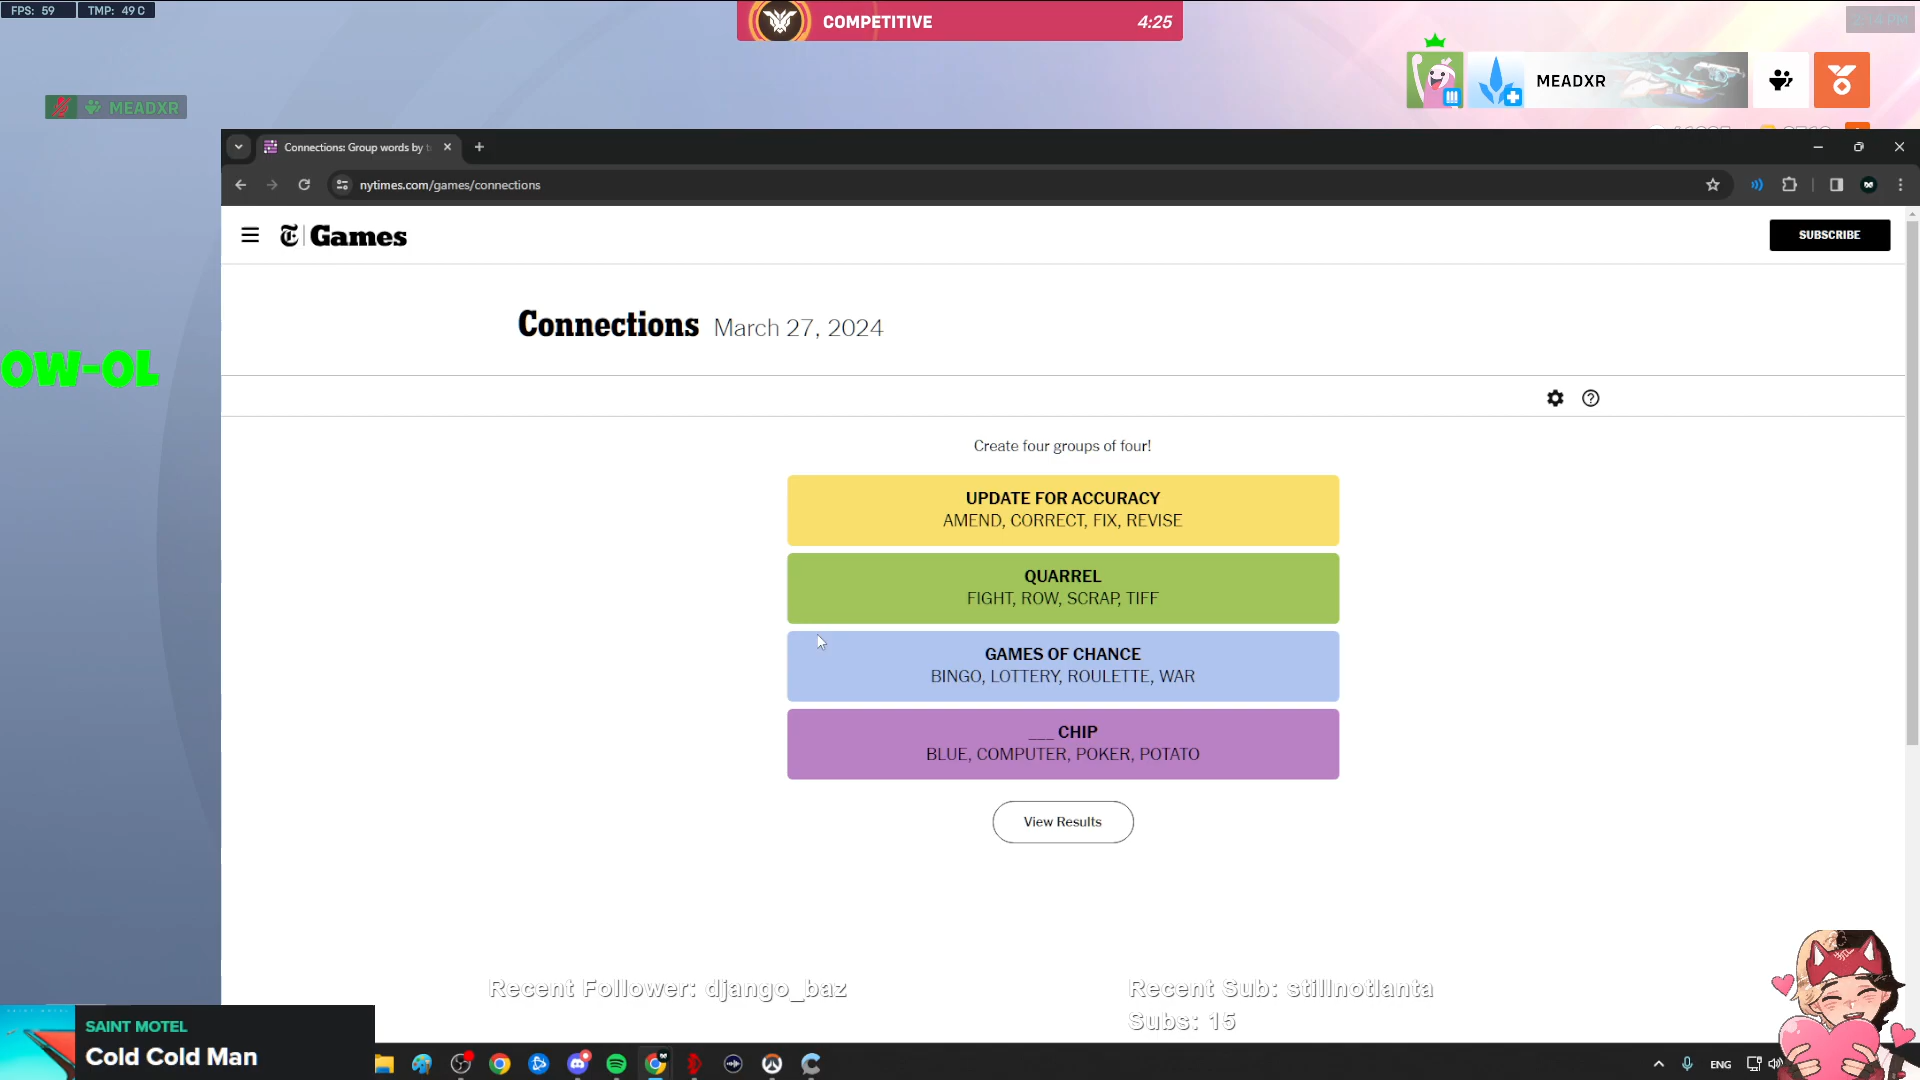 FPS: 59 TMP: 49 C
COMPETITIVE 4:25
2:14 PM
MEADXR
MEADXR
Connections: Group words by t
nytimes.com/games/connections
Games
SUBSCRIBE
Connections March 27, 2024
OW-OL
Create four groups of four!
UPDATE FOR ACCURACY
AMEND, CORRECT, FIX, REVISE
QUARREL
FIGHT, ROW, SCRAP, TIFF
GAMES OF CHANCE
BINGO, LOTTERY, ROULETTE, WAR
___ CHIP
BLUE, COMPUTER, POKER, POTATO
View Results
Recent Follower: django_baz
Recent Sub: stillnotlanta
Subs: 15
SAINT MOTEL
Cold Cold Man
ENG